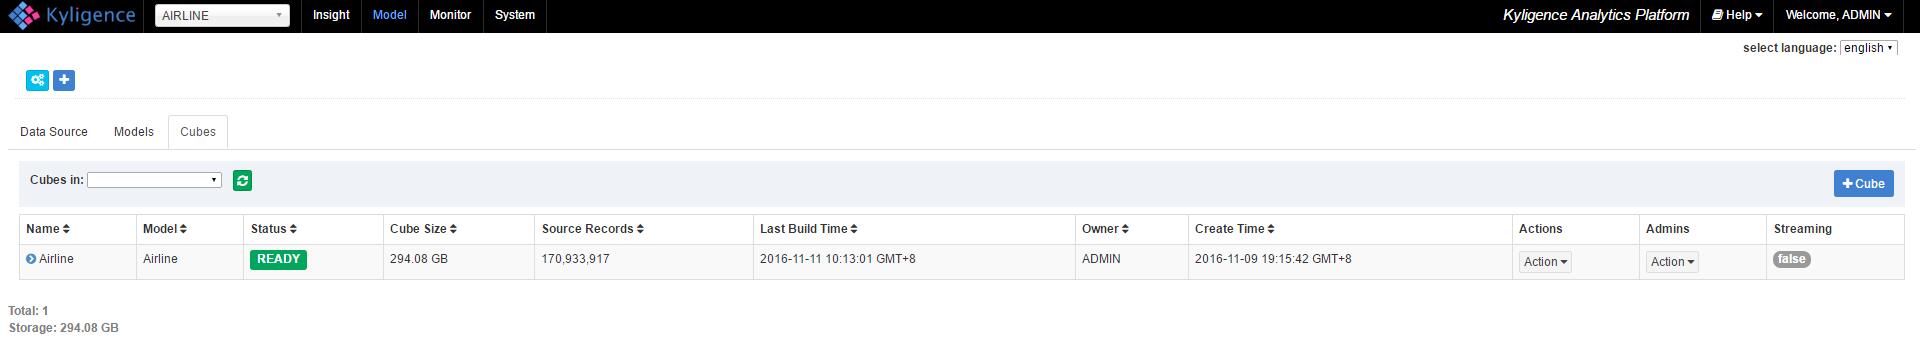 Kyligence AIRLINE Insight Model Monitor System Kyligence Analytics Platform Help Welcome, ADMIN
select language: english
Data Source Models Cubes
Cubes in: + Cube
Name Model Status Cube Size Source Records Last Build Time Owner Create Time Actions Admins Streaming
Airline Airline READY 294.08 GB 170,933,917 2016-11-11 10:13:01 GMT+8 ADMIN 2016-11-09 19:15:42 GMT+8 Action Action false
Total: 1
Storage: 294.08 GB